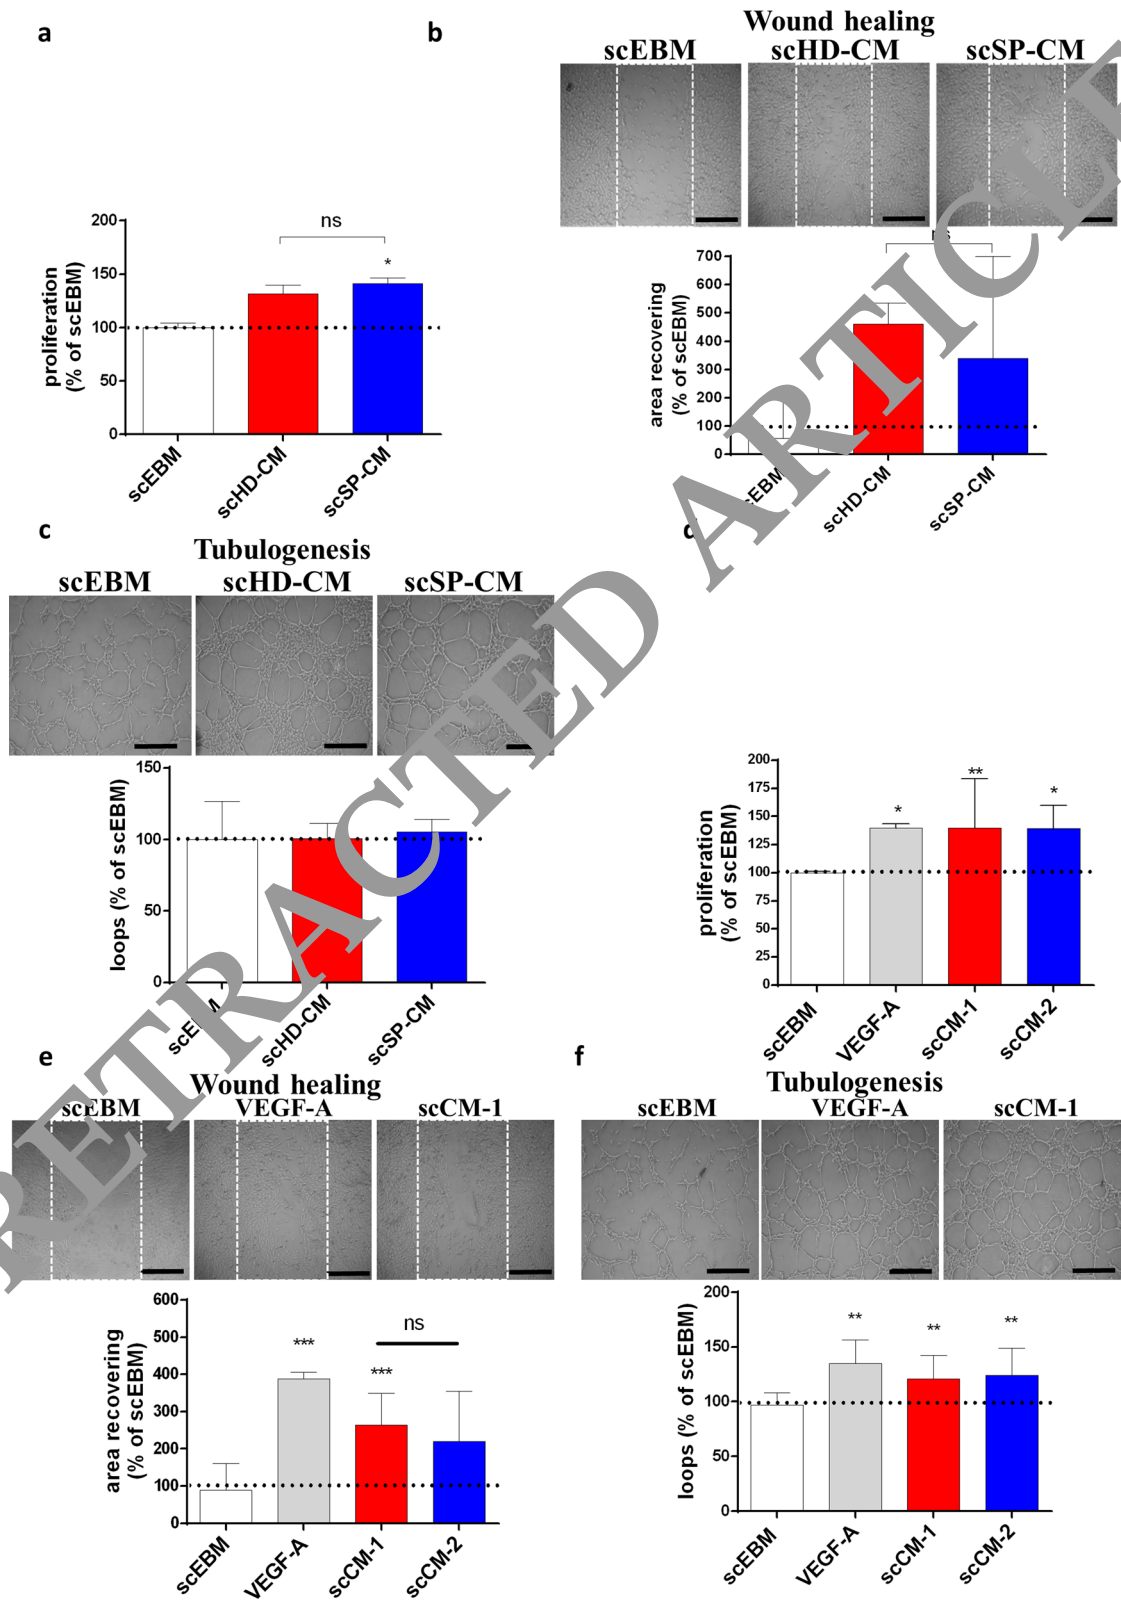 a
200
150
100
50
0
proliferation
(% of scEBM)
ns
*
scEBM
scHD-CM
scSP-CM
b
Wound healing
scEBM
scHD-CM
scSP-CM
ns
700
600
500
400
300
200
100
0
area recovering
(% of scEBM)
scHD-CM
scSP-CM
c
Tubulogenesis
scEBM
scHD-CM
scSP-CM
150
100
50
0
loops (% of scEBM)
scEBM
scHD-CM
scSP-CM
d
200
175
150
125
100
75
50
25
0
proliferation
(% of scEBM)
*
**
*
scEBM
VEGF-A
scCM-1
scCM-2
e
Wound healing
scEBM
VEGF-A
scCM-1
600
500
400
300
200
100
0
area recovering
(% of scEBM)
***
***
ns
scEBM
VEGF-A
scCM-1
scCM-2
f
Tubulogenesis
scEBM
VEGF-A
scCM-1
200
150
100
50
0
loops (% of scEBM)
**
**
**
scEBM
VEGF-A
scCM-1
scCM-2
RETRACTED ARTICLE